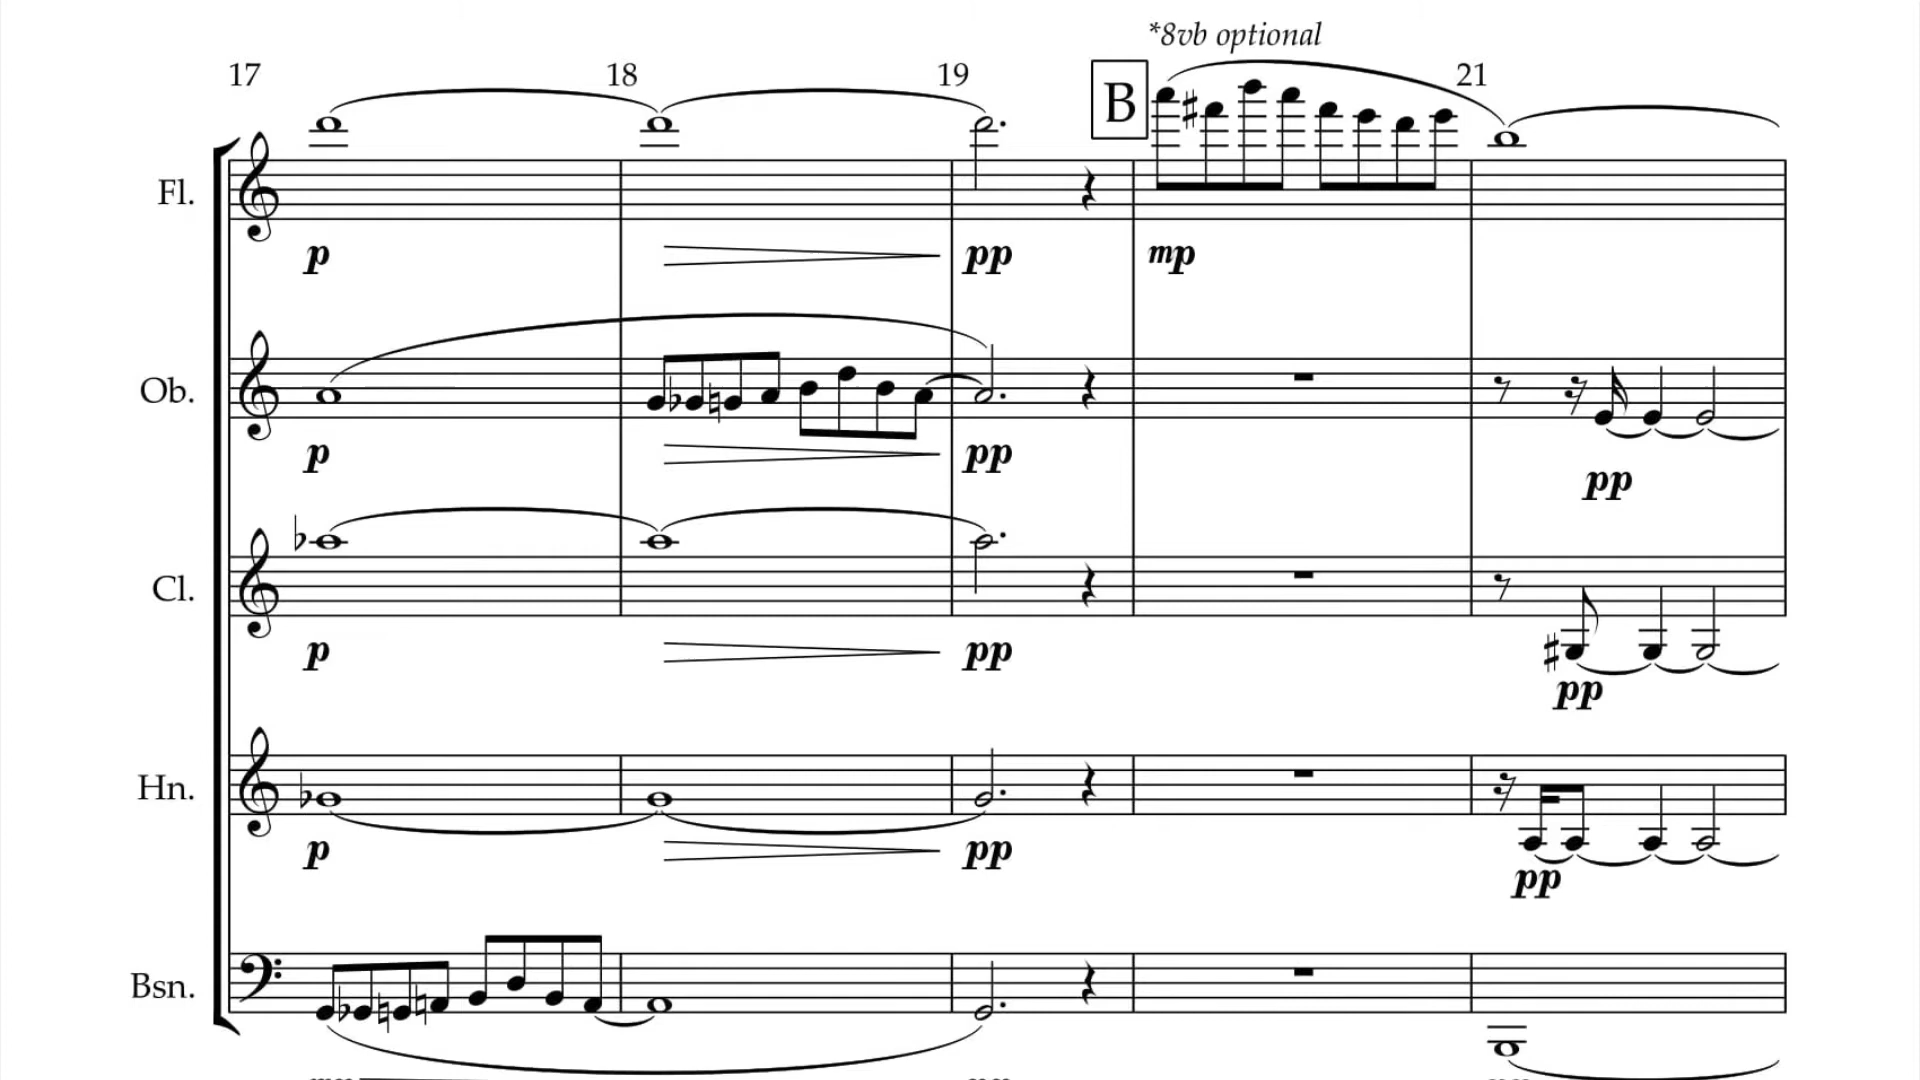 *8vb optional
17 18 19 B 21
Fl.
p pp mp
Ob.
p pp
pp
Cl.
p pp
pp
Hn.
p pp
pp
Bsn.